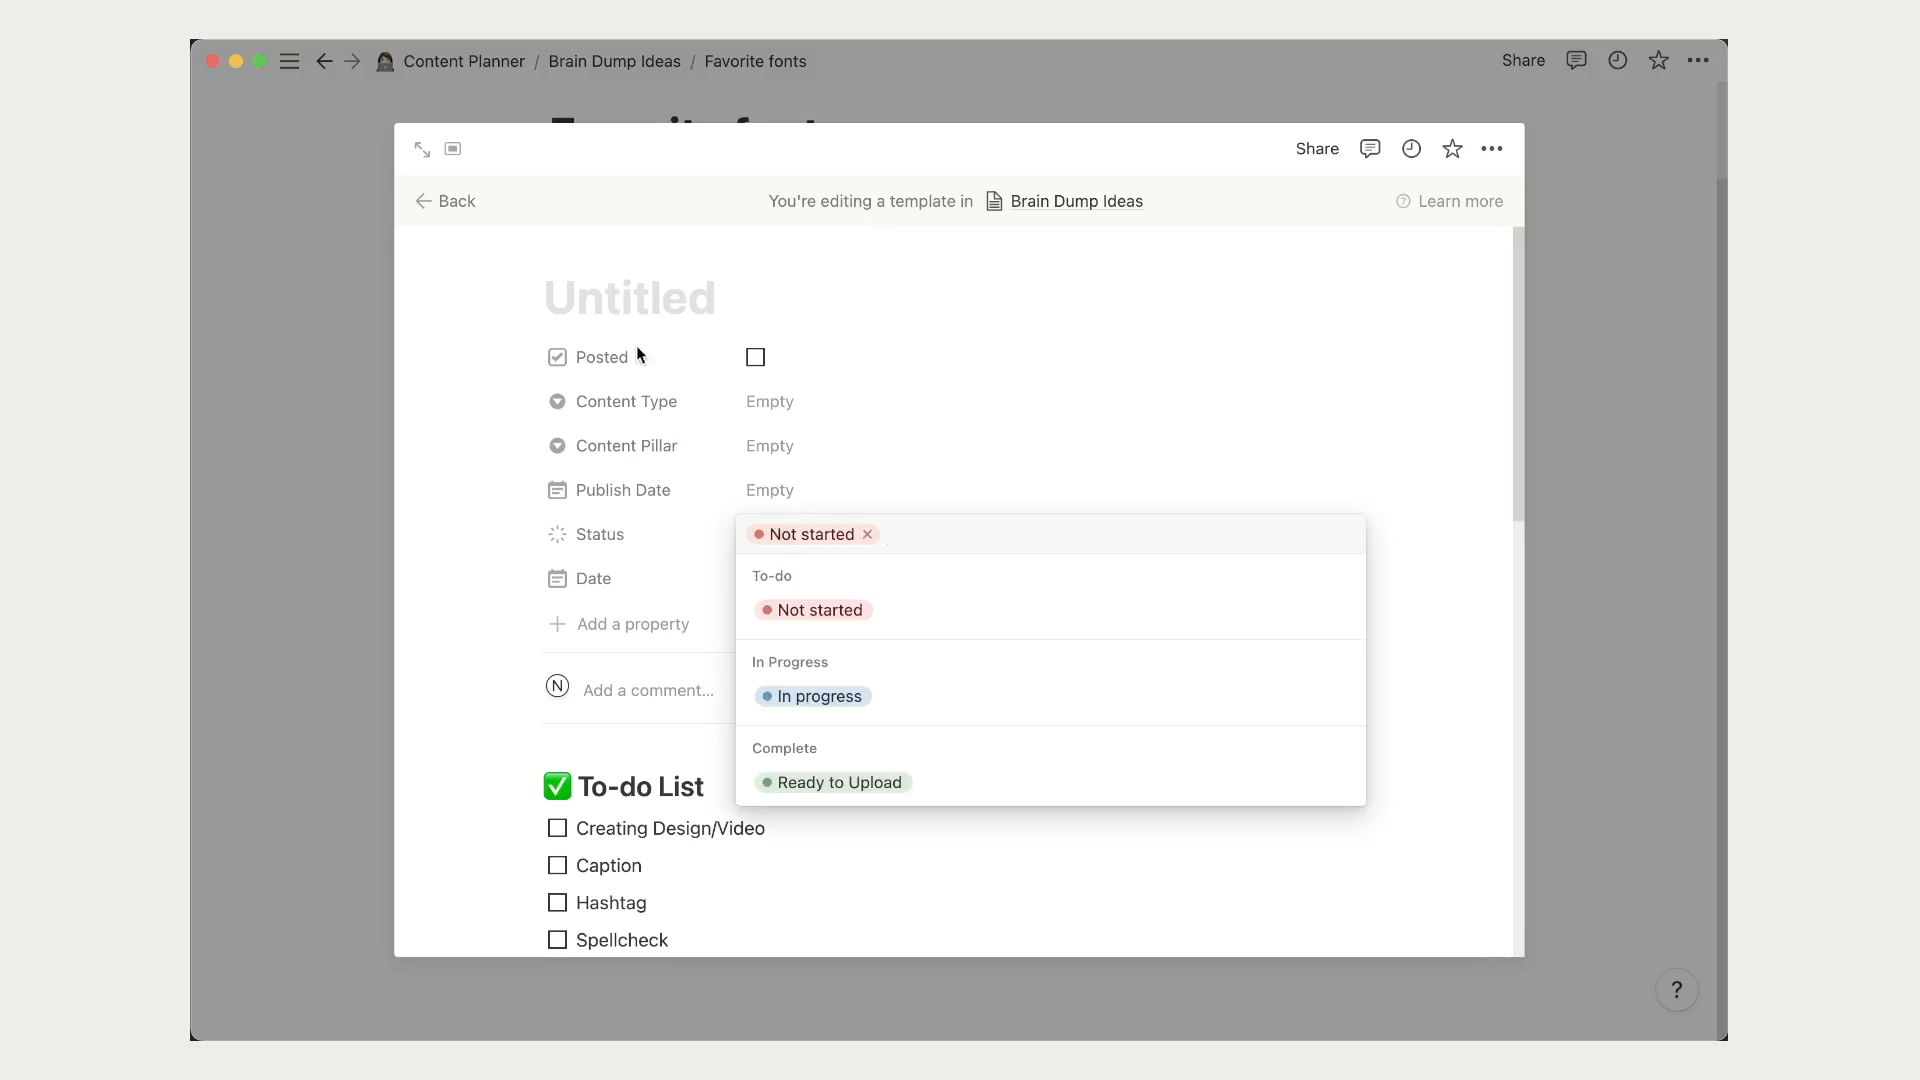 Content Planner / Brain Dump Ideas / Favorite fonts
Share
Share
Back
You're editing a template in Brain Dump Ideas
Learn more
Untitled
Posted
Content Type Empty
Content Pillar Empty
Publish Date Empty
Status Not started
Date
To-do
Not started
Add a property
In Progress
In progress
N Add a comment...
Complete
Ready to Upload
To-do List
Creating Design/Video
Caption
Hashtag
Spellcheck
?